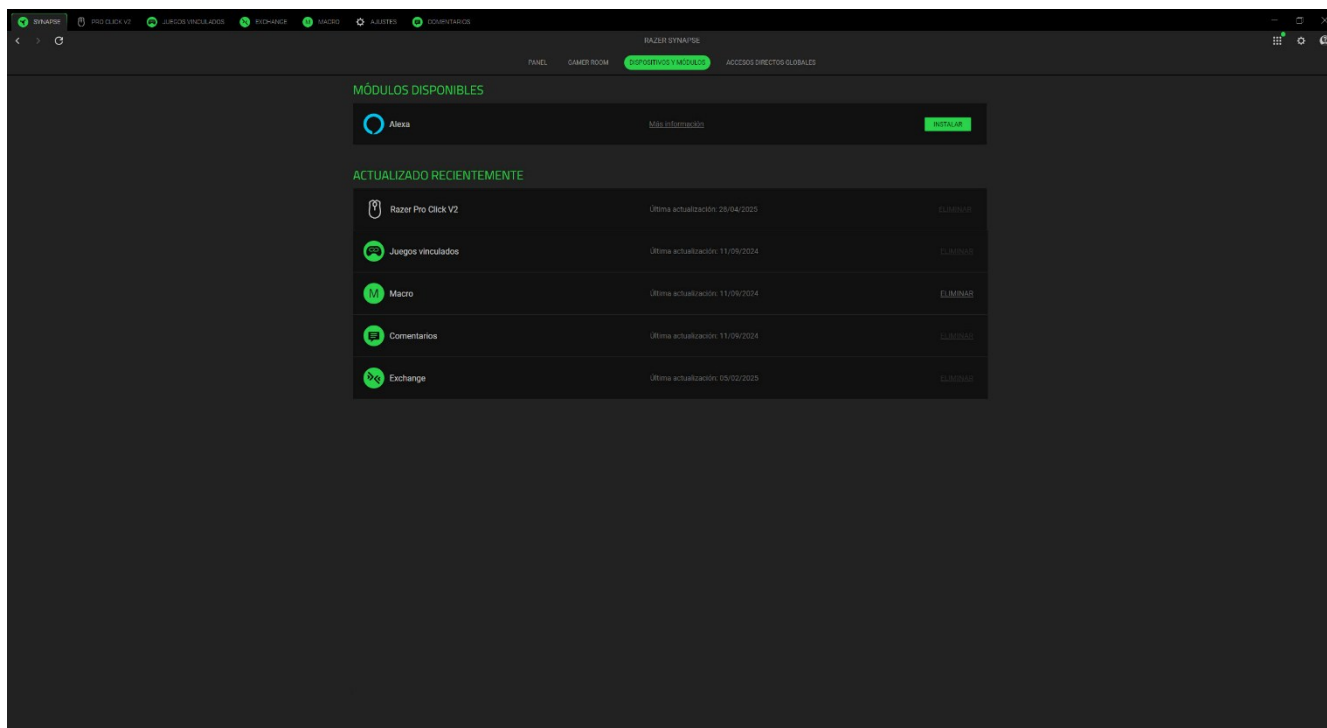 SYNAPSE PRO CLICK V2 JUEGOS VINCULADOS EXCHANGE MACRO AJUSTES COMENTARIOS
RAZER SYNAPSE
PANEL GAMER ROOM DISPOSITIVOS Y MÓDULOS ACCESOS DIRECTOS GLOBALES
MÓDULOS DISPONIBLES
Alexa Más información INSTALAR
ACTUALIZADO RECIENTEMENTE
Razer Pro Click V2 Última actualización: 28/04/2025 ELIMINAR
Juegos vinculados Última actualización: 11/09/2024 ELIMINAR
M Macro Última actualización: 11/09/2024 ELIMINAR
Comentarios Última actualización: 11/09/2024 ELIMINAR
Exchange Última actualización: 05/02/2025 ELIMINAR